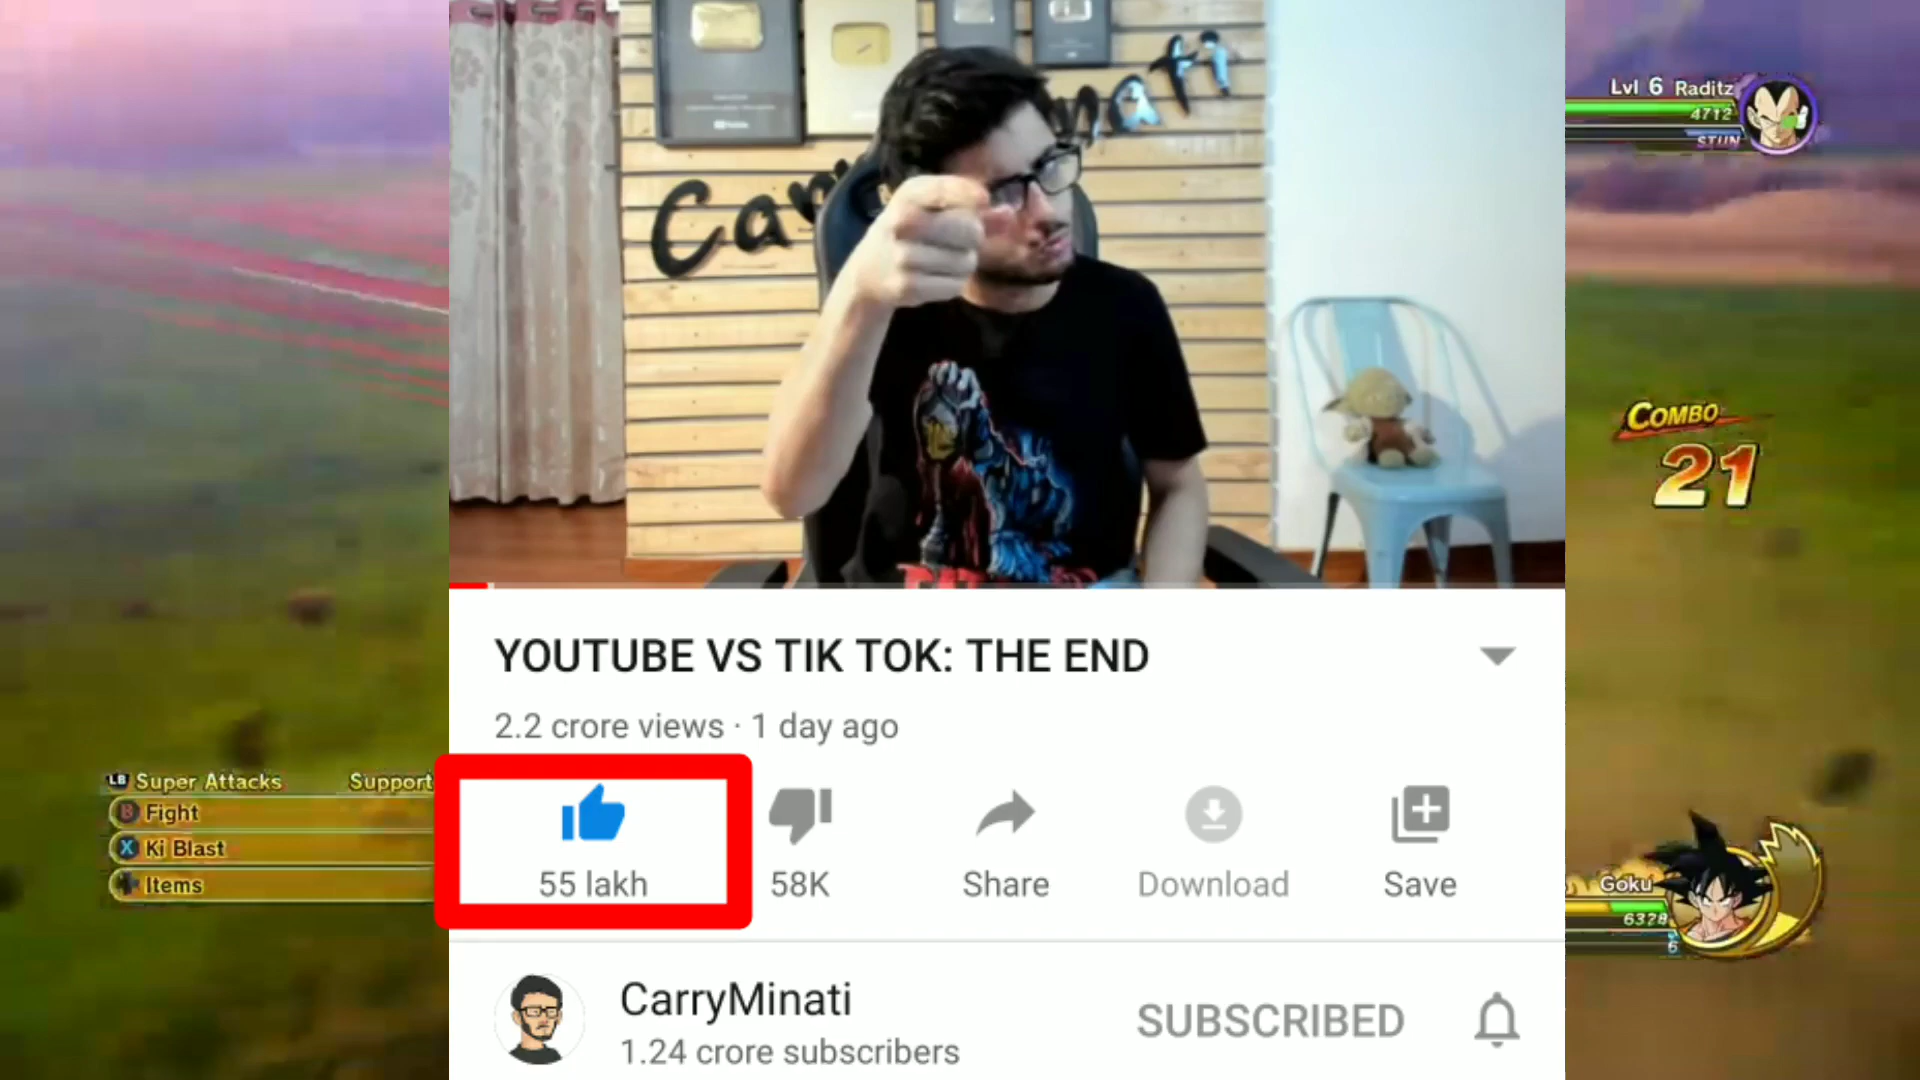 Lvl 6 Raditz
4712
STUN
COMBO
21
YOUTUBE VS TIK TOK: THE END
2.2 crore views · 1 day ago
LB Super Attacks Support
B Fight
X Ki Blast
Items
55 lakh 58K Share Download Save
Goku
6328
6
CarryMinati
1.24 crore subscribers
SUBSCRIBED